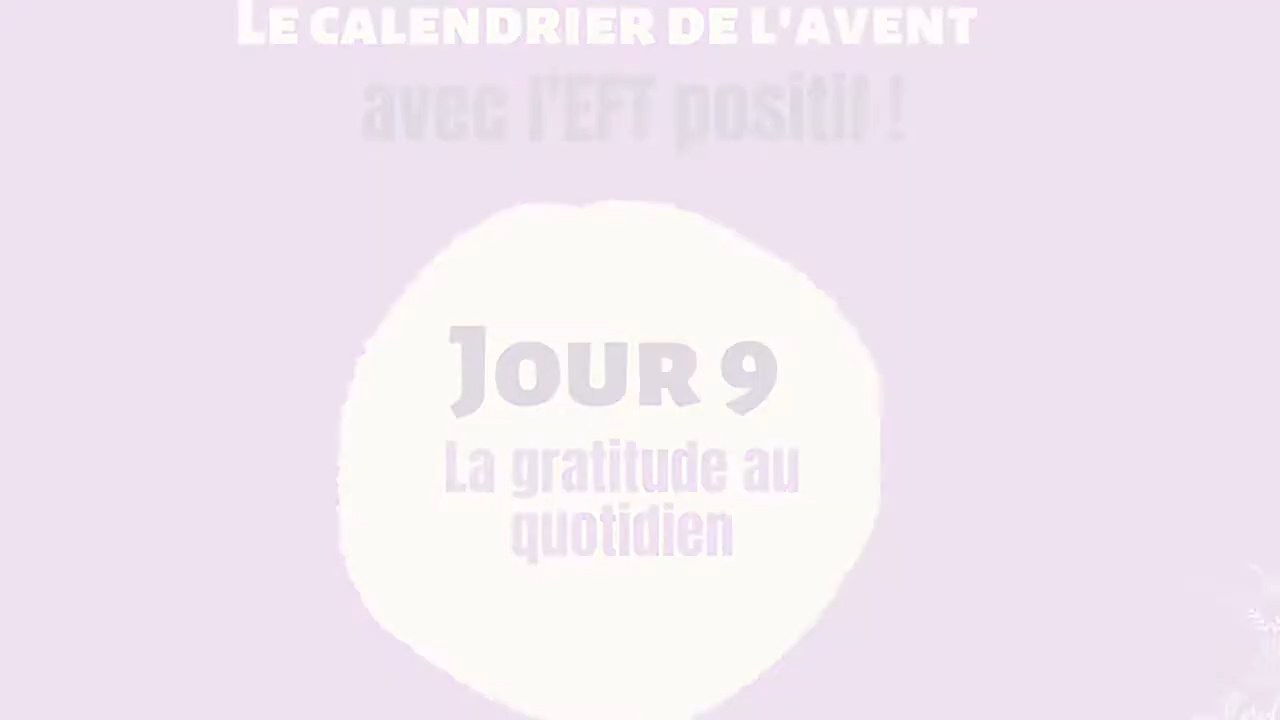 Le calendrier de l'avent
avec l'EFT positif !
Jour 9
La gratitude au
quotidien